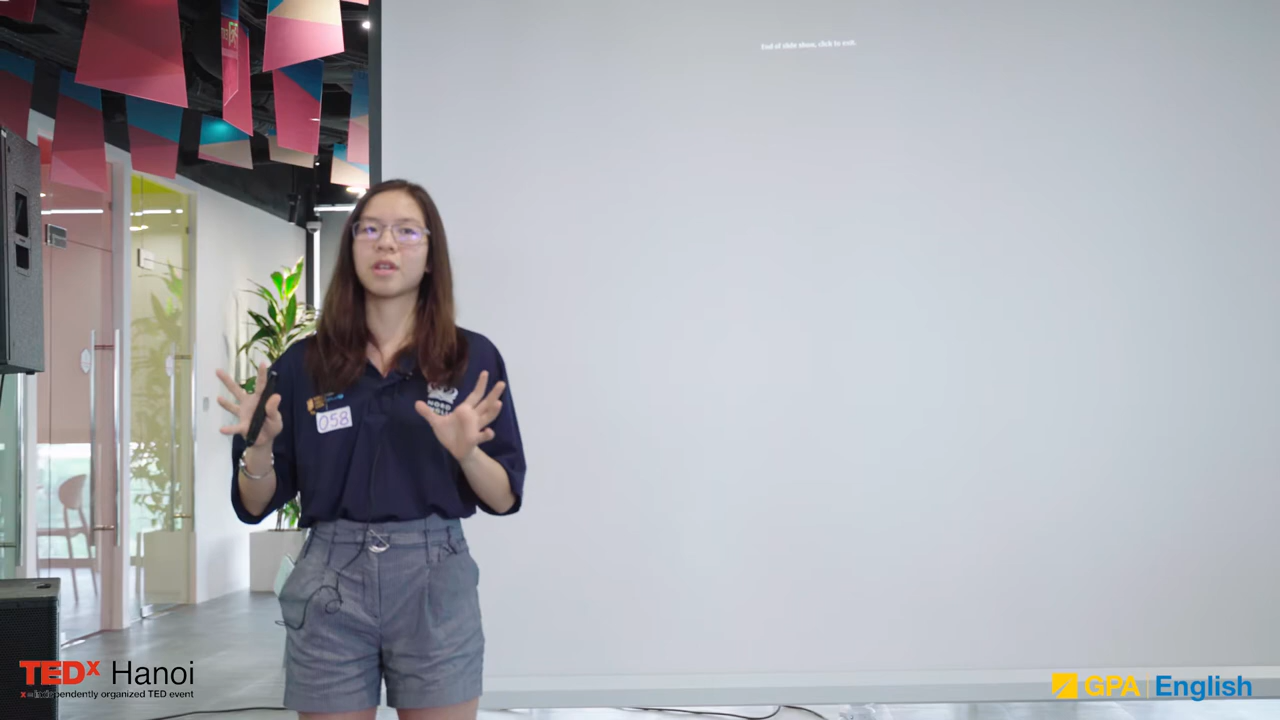 End of slide show, click to exit.
058
TEDx Hanoi
x = independently organized TED event
GPA English